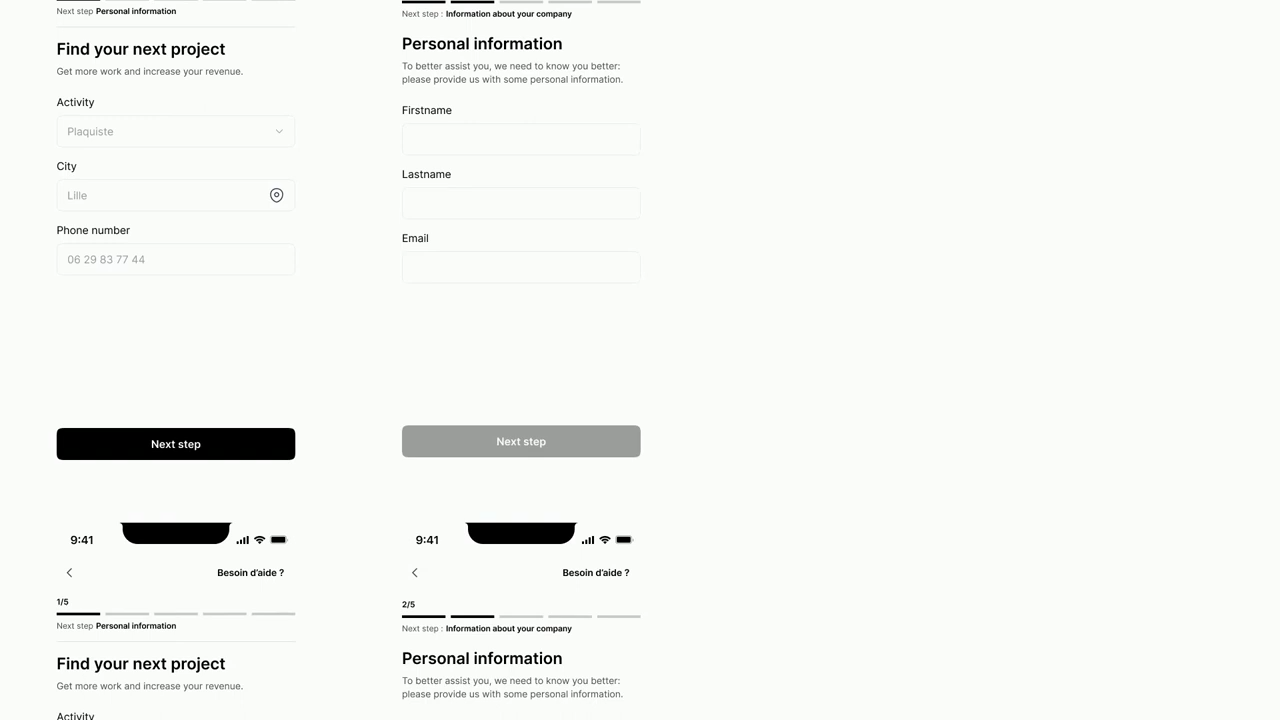 Next step Personal information
Find your next project
Get more work and increase your revenue.
Activity
Plaquiste
City
Lille
Phone number
06 29 83 77 44
Next step
Next step : Information about your company
Personal information
To better assist you, we need to know you better:
please provide us with some personal information.
Firstname
Lastname
Email
Next step
9:41
Besoin d'aide ?
1/5
Next step Personal information
Find your next project
Get more work and increase your revenue.
Activity
9:41
Besoin d'aide ?
2/5
Next step : Information about your company
Personal information
To better assist you, we need to know you better:
please provide us with some personal information.